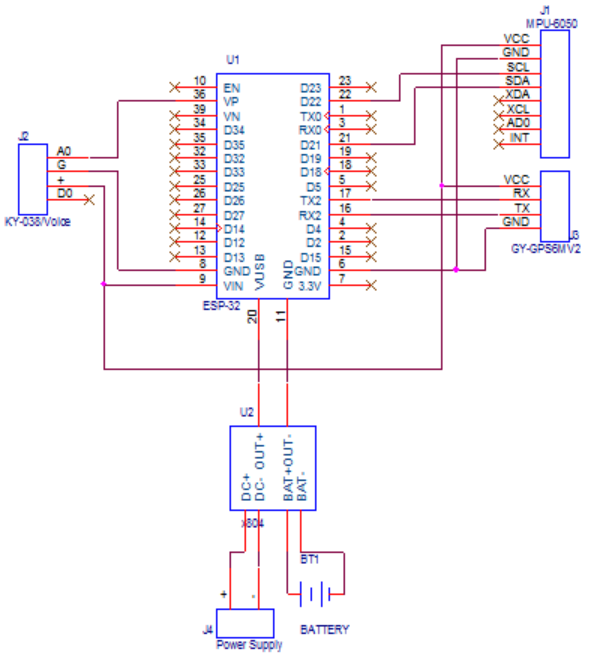 J1
MPU-6050
VCC
GND
SCL
SDA
XDA
XCL
AD0
INT
U1
10 EN D23 23
36 VP D22 22
39 VN TX0 1
34 D34 RX0 3
35 D35 D21 21
32 D32 D19 19
33 D33 D18 18
25 D25 D5 5
26 D26 TX2 17
27 D27 RX2 16
14 D14 D4 4
12 D12 D2 2
13 D13 D15 15
8 GND GND 6
9 VIN 3.3V 7
VUSB GND
ESP-32
20 11
J2
A0
G
+
D0
KY-038/Voice
VCC
RX
TX
GND
J3
GY-GPS6MV2
U2
DC+
DC- OUT+
BAT+OUT-
BAT-
x804
BT1
+ -
J4
Power Supply
BATTERY